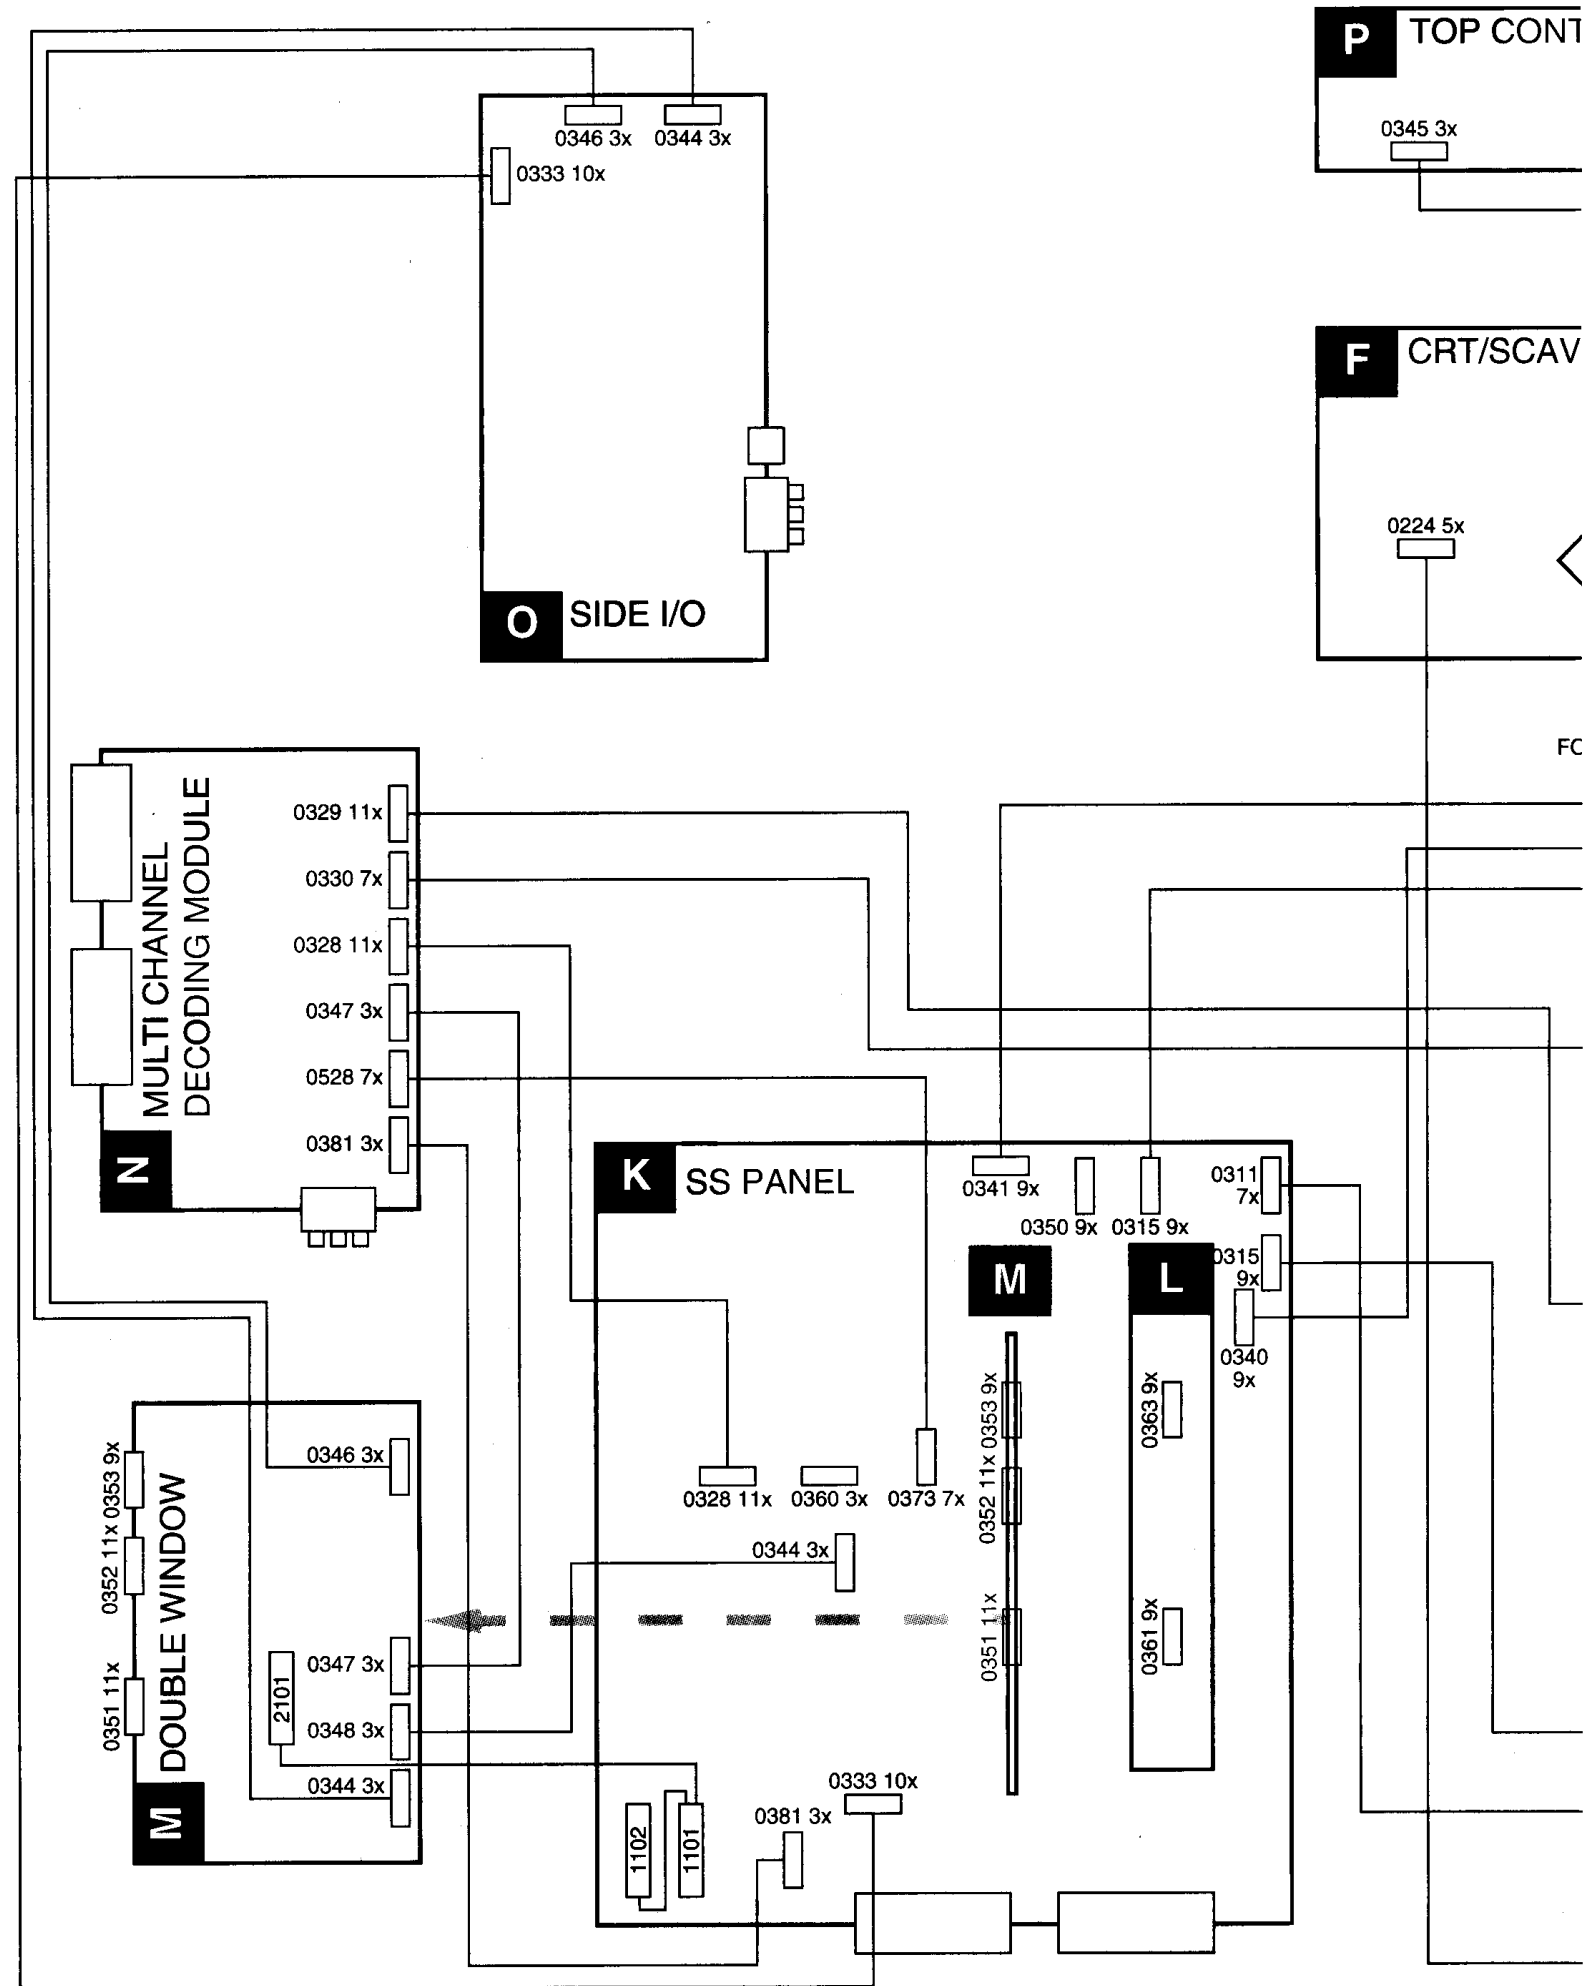 P
TOP CONT
0345 3x
0346 3x
0344 3x
0333 10x
F
CRT/SCAV
0224 5x
O
SIDE I/O
FC
MULTI CHANNEL
DECODING MODULE
N
0329 11x
0330 7x
0328 11x
0347 3x
0528 7x
0381 3x
K
SS PANEL
0341 9x
0350 9x
0315 9x
0311
7x
0315
9x
0340
9x
M
L
0353 9x
0352 11x
0351 11x
0363 9x
0361 9x
0328 11x
0360 3x
0373 7x
0344 3x
0333 10x
0381 3x
1102
1101
0353 9x
0352 11x
0351 11x
DOUBLE WINDOW
M
0346 3x
0347 3x
2101
0348 3x
0344 3x